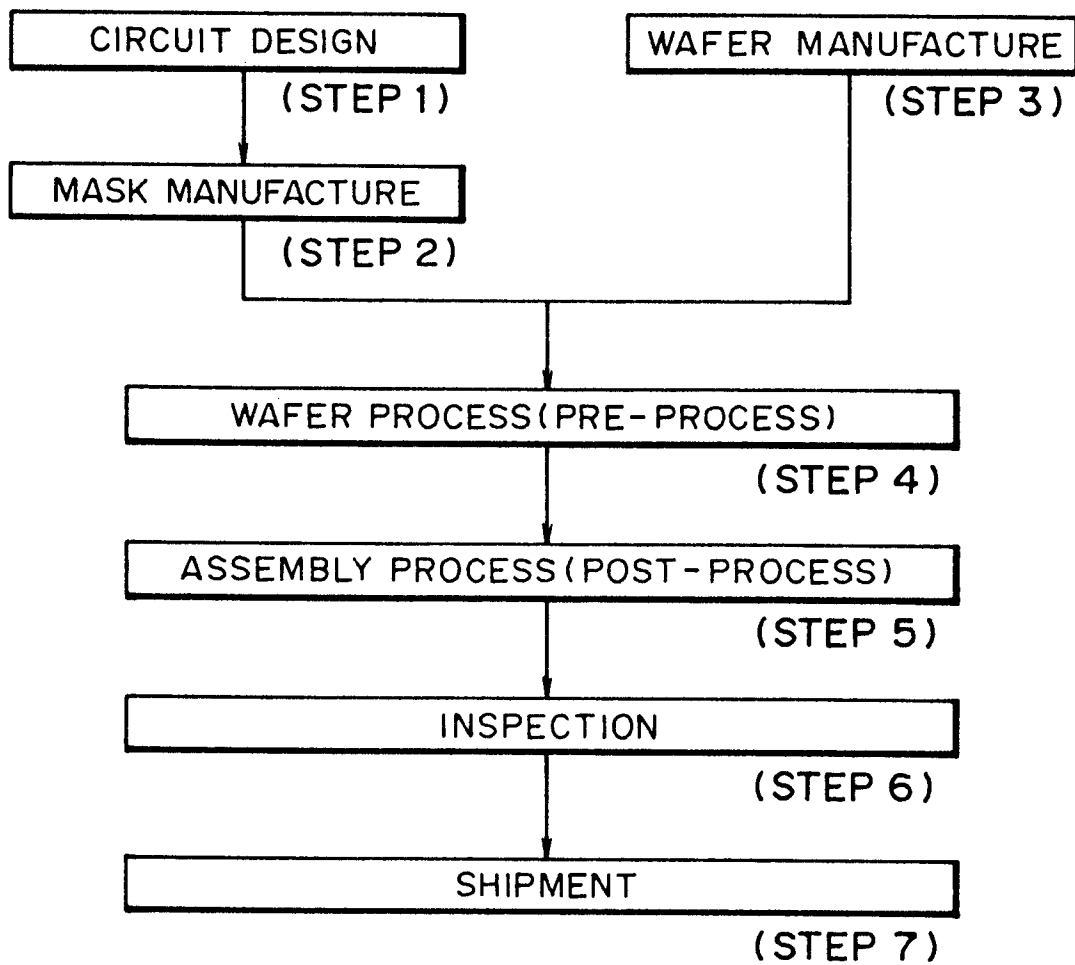 CIRCUIT DESIGN
(STEP 1)
WAFER MANUFACTURE
(STEP 3)
MASK MANUFACTURE
(STEP 2)
WAFER PROCESS(PRE-PROCESS)
(STEP 4)
ASSEMBLY PROCESS(POST-PROCESS)
(STEP 5)
INSPECTION
(STEP 6)
SHIPMENT
(STEP 7)